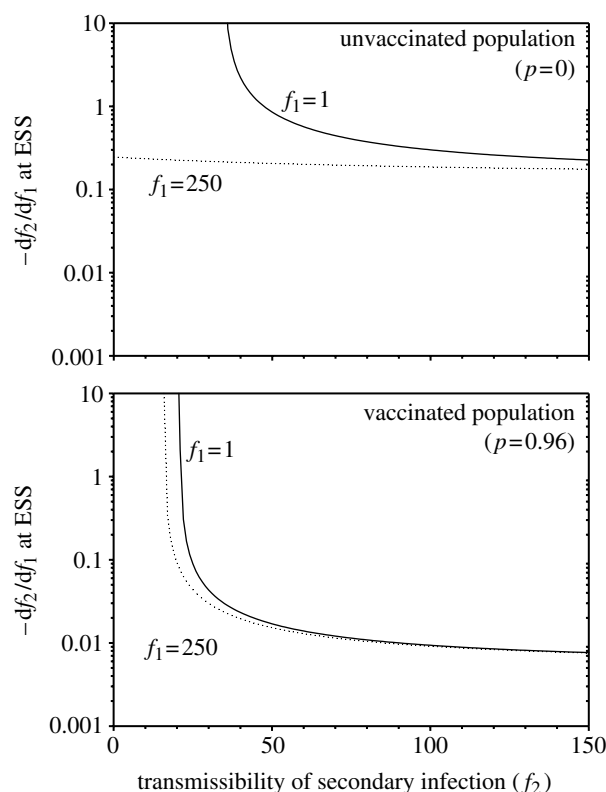 10
1
0.1
0.01
0.001
−df₂/df₁ at ESS
unvaccinated population
(p=0)
f₁=1
f₁=250
10
1
0.1
0.01
0.001
−df₂/df₁ at ESS
vaccinated population
(p=0.96)
f₁=1
f₁=250
0 50 100 150
transmissibility of secondary infection (f₂)